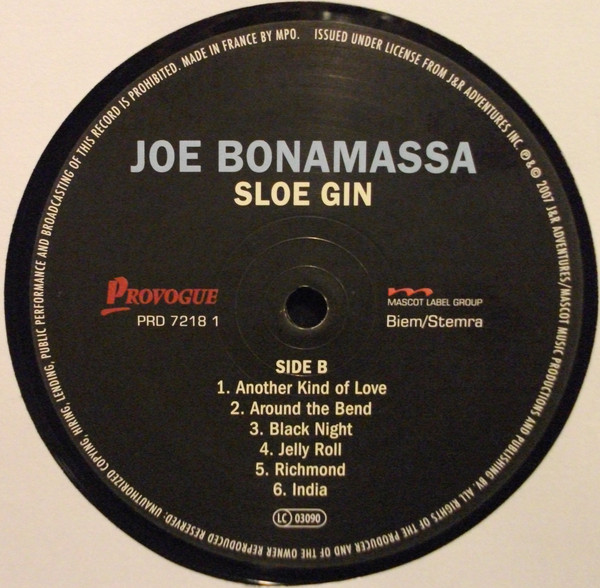 JOE BONAMASSA
SLOE GIN
PROVOGUE
PRD 7218 1
MASCOT LABEL GROUP
Biem/Stemra
SIDE B
1. Another Kind of Love
2. Around the Bend
3. Black Night
4. Jelly Roll
5. Richmond
6. India
LC 03090
ISSUED UNDER LICENSE FROM J&R ADVENTURES INC ℗&© 2007 J&R ADVENTURES/MASCOT MUSIC PRODUCTIONS AND PUBLISHING BV. ALL RIGHTS OF THE PRODUCER AND OF THE OWNER REPRODUCED RESERVED: UNAUTHORIZED COPYING, HIRING, LENDING, PUBLIC PERFORMANCE AND BROADCASTING OF THIS RECORD IS PROHIBITED. MADE IN FRANCE BY MPO.